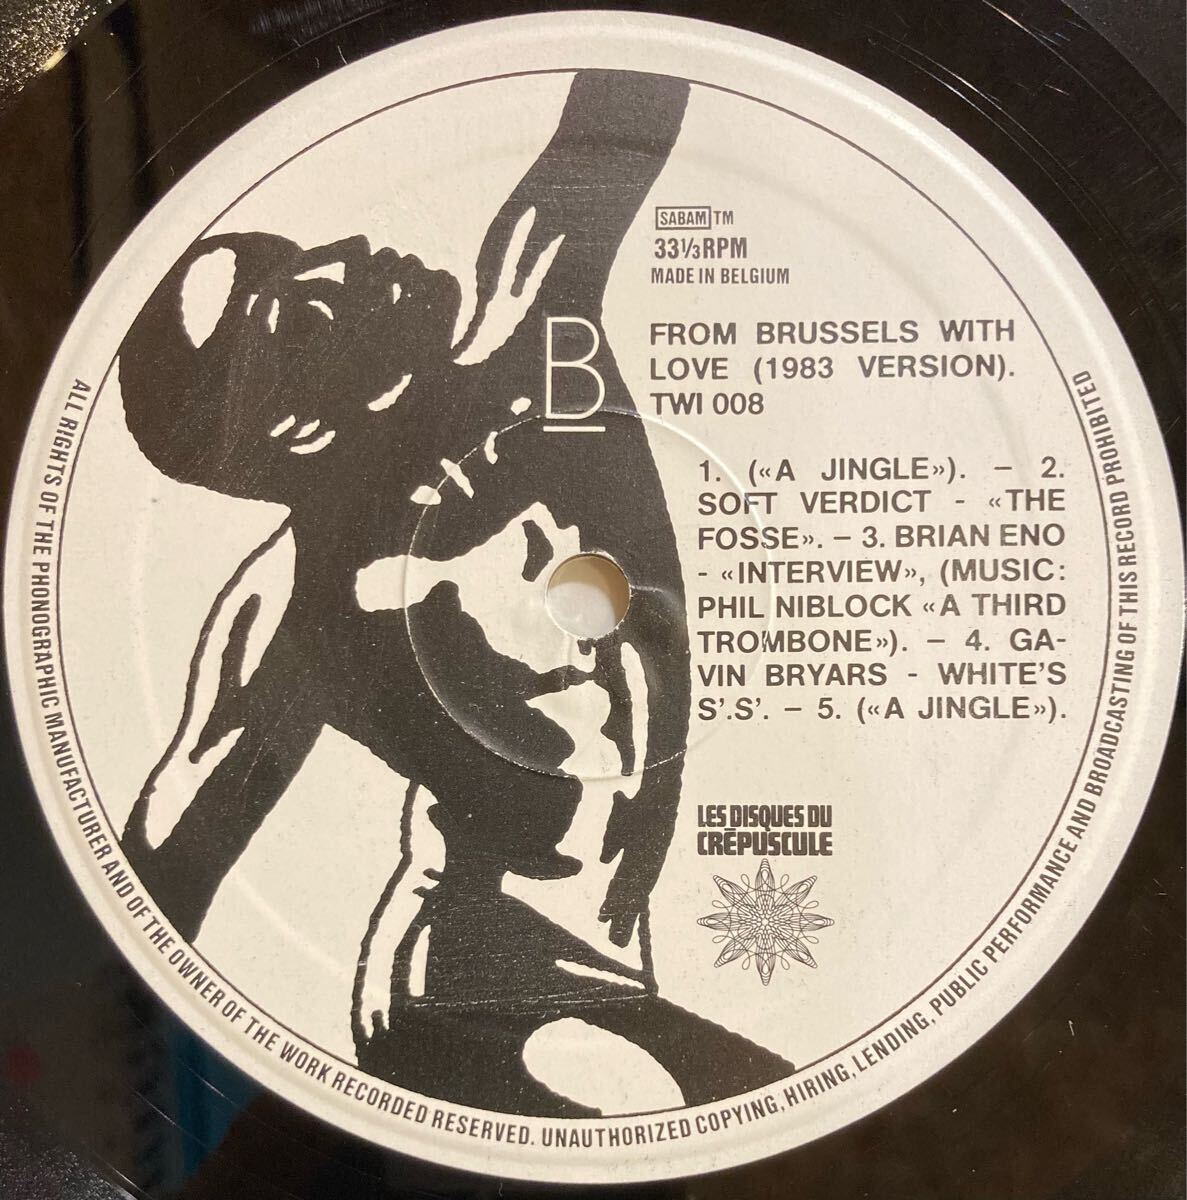 SABAM TM
33⅓ RPM
MADE IN BELGIUM
B
FROM BRUSSELS WITH
LOVE (1983 VERSION).
TWI 008
1. («A JINGLE»). – 2.
SOFT VERDICT - «THE
FOSSE». – 3. BRIAN ENO
- «INTERVIEW», (MUSIC:
PHIL NIBLOCK «A THIRD
TROMBONE»). – 4. GA-
VIN BRYARS - WHITE'S
S'.S'. – 5. («A JINGLE»).
LES DISQUES DU
CRÉPUSCULE
ALL RIGHTS OF THE PHONOGRAPHIC MANUFACTURER AND OF THE OWNER OF THE WORK RECORDED RESERVED. UNAUTHORIZED COPYING, HIRING, LENDING, PUBLIC PERFORMANCE AND BROADCASTING OF THIS RECORD PROHIBITED